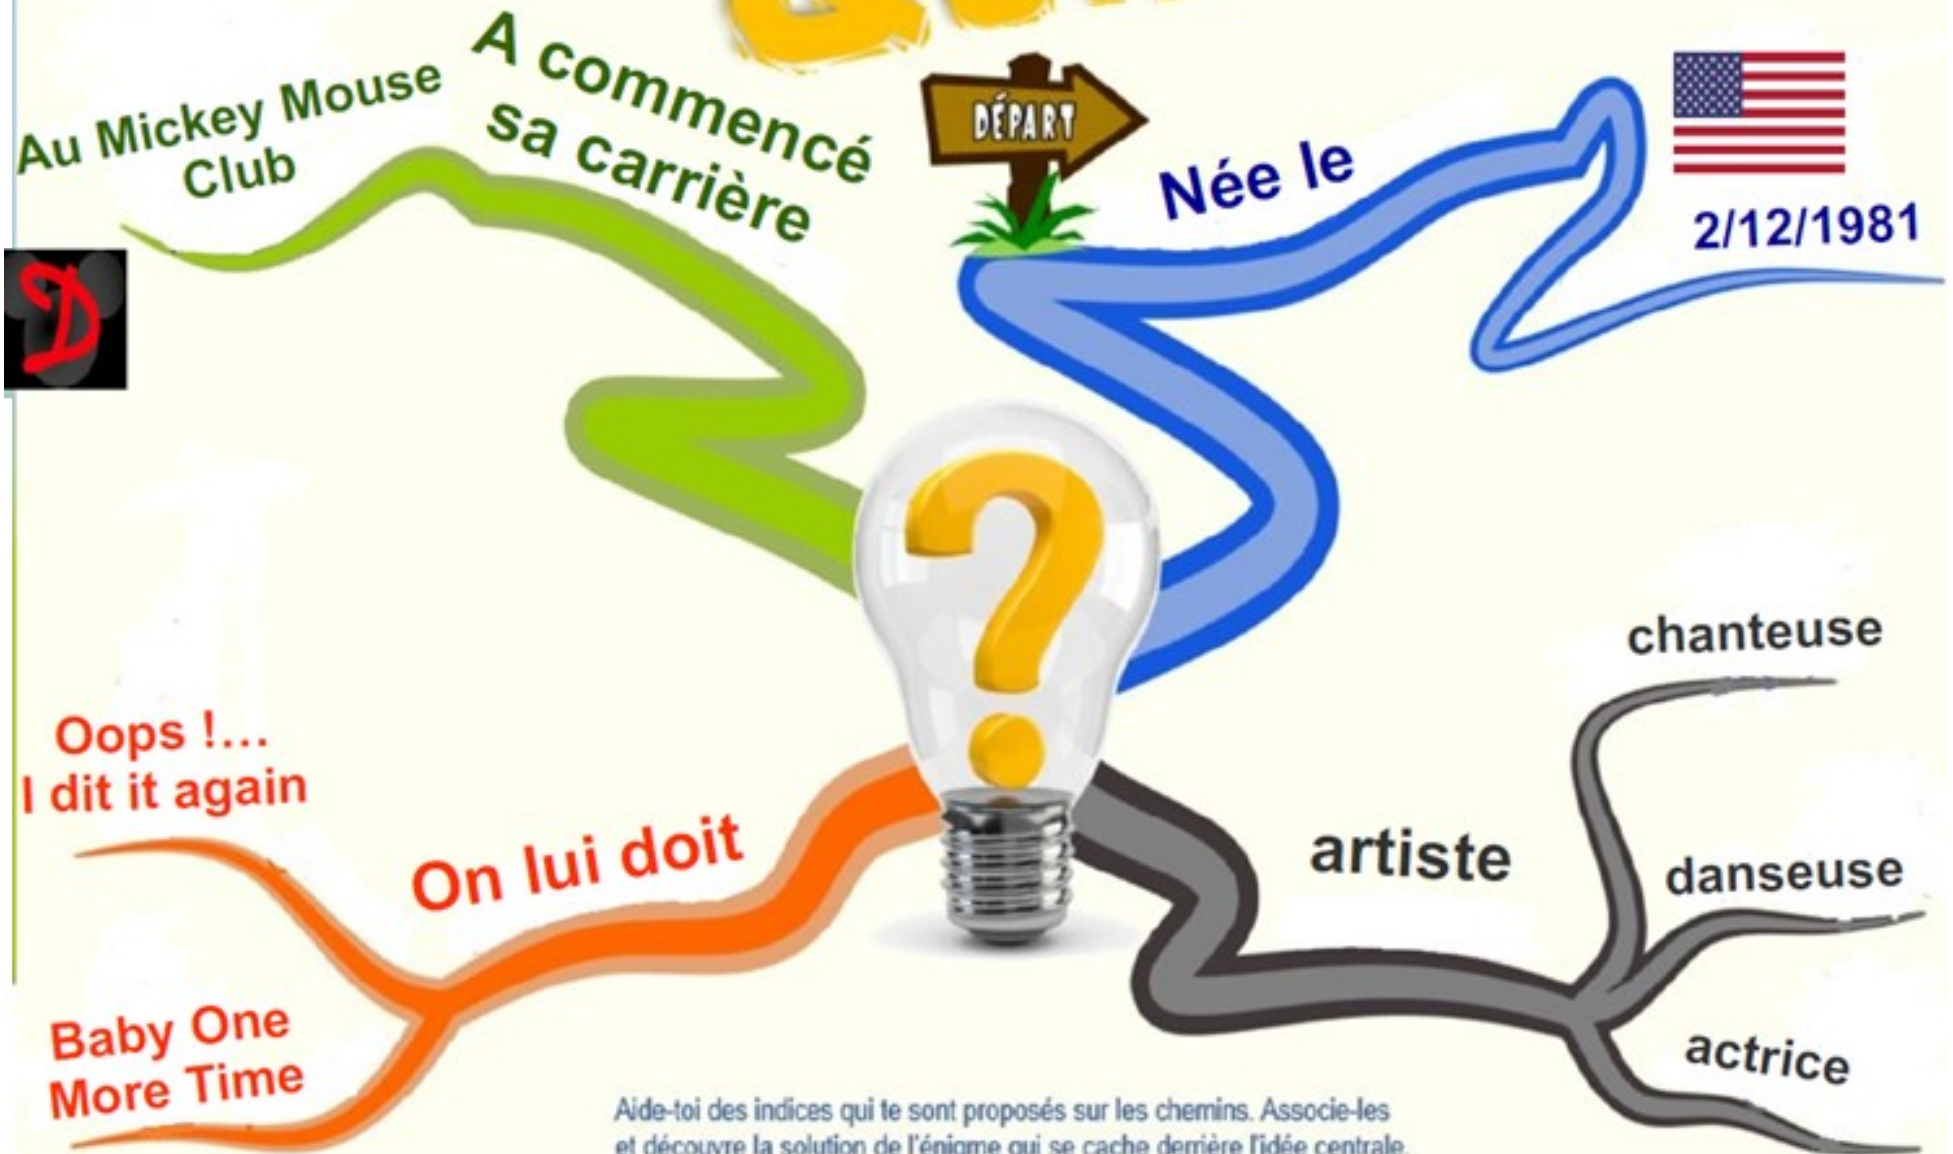 A commencé
sa carrière
Au Mickey Mouse
Club
D
DÉPART
Née le
2/12/1981
chanteuse
artiste
danseuse
actrice
On lui doit
Oops !...
I dit it again
Baby One
More Time
Aide-toi des indices qui te sont proposés sur les chemins. Associe-les
et découvre la solution de l'énigme qui se cache derrière l'idée centrale.